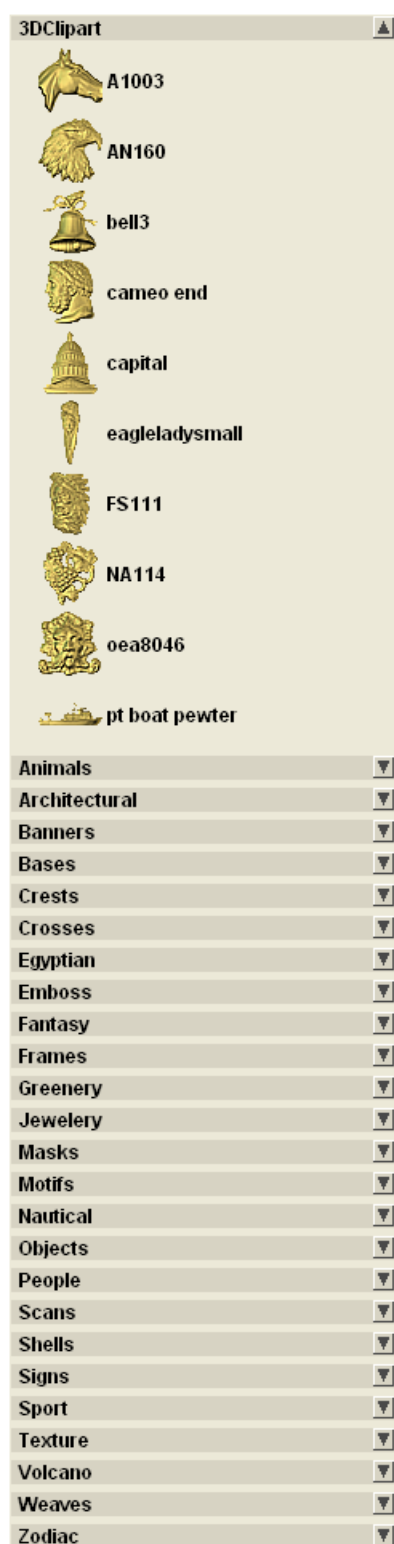 3DClipart
A1003
AN160
bell3
cameo end
capital
eagleladysmall
FS111
NA114
oea8046
pt boat pewter
Animals
Architectural
Banners
Bases
Crests
Crosses
Egyptian
Emboss
Fantasy
Frames
Greenery
Jewelery
Masks
Motifs
Nautical
Objects
People
Scans
Shells
Signs
Sport
Texture
Volcano
Weaves
Zodiac